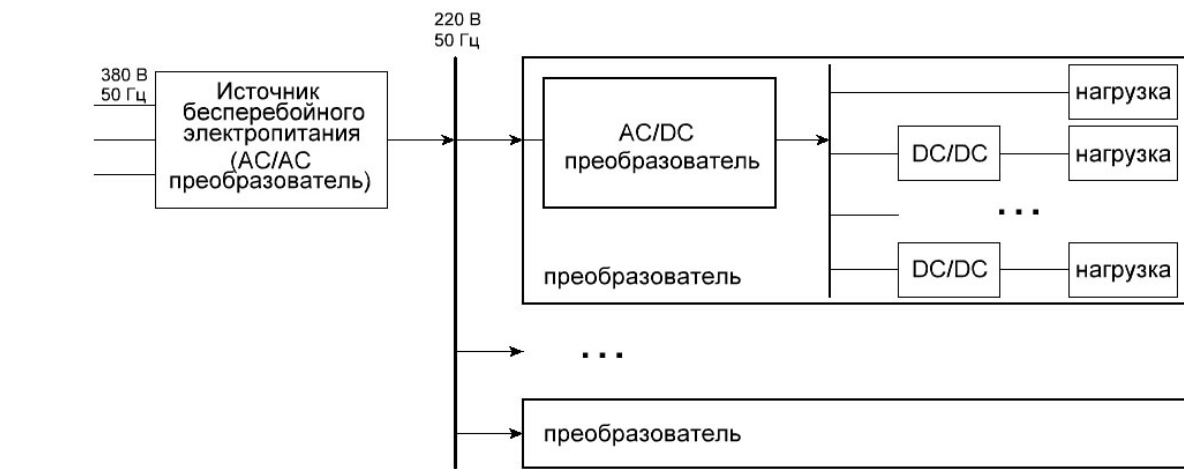 220 В
50 Гц
380 В
50 Гц
Источник
бесперебойного
электропитания
(AC/AC
преобразователь)
AC/DC
преобразователь
нагрузка
DC/DC
нагрузка
...
DC/DC
нагрузка
преобразователь
...
преобразователь